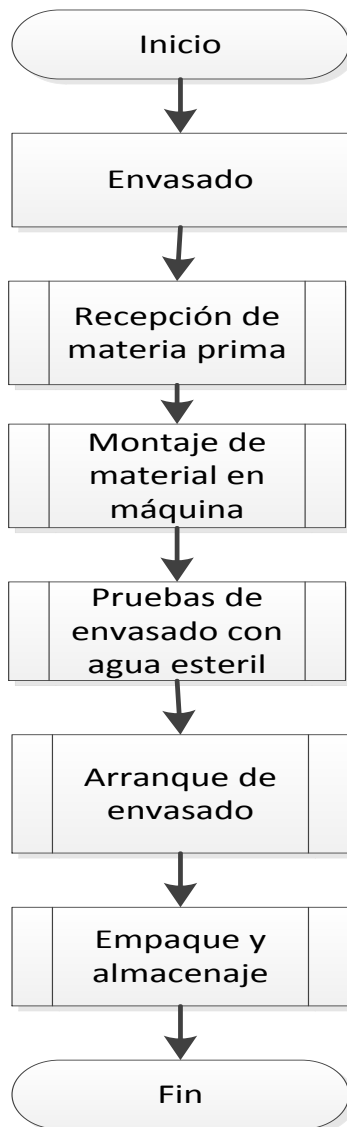 Inicio
Envasado
Recepción de
materia prima
Montaje de
material en
máquina
Pruebas de
envasado con
agua esteril
Arranque de
envasado
Empaque y
almacenaje
Fin